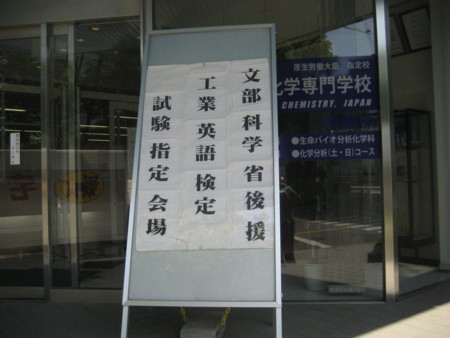 文部科学省後援
工業英語検定
試験指定会場
厚生労働大臣 指定校
化学専門学校
CHEMISTRY, JAPAN
●生命バイオ分析化学科
●化学分析(土・日)コース